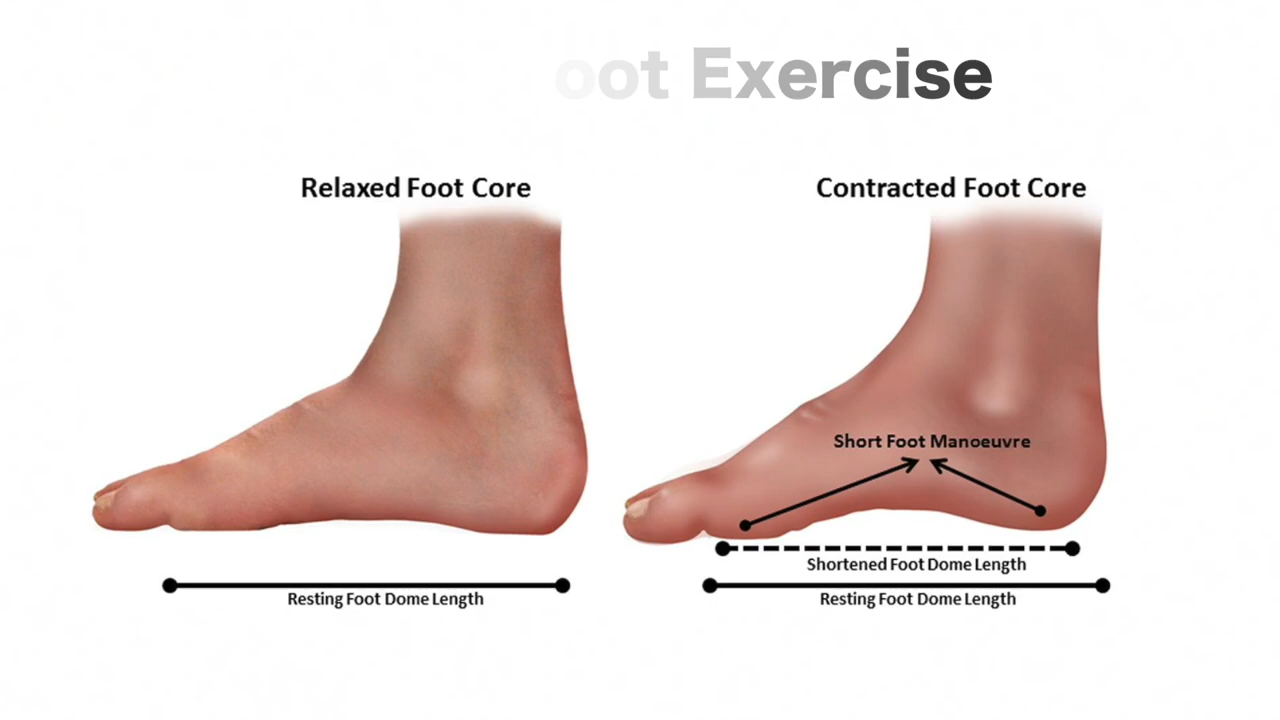 oot Exercise
Relaxed Foot Core
Contracted Foot Core
Short Foot Manoeuvre
Shortened Foot Dome Length
Resting Foot Dome Length
Resting Foot Dome Length